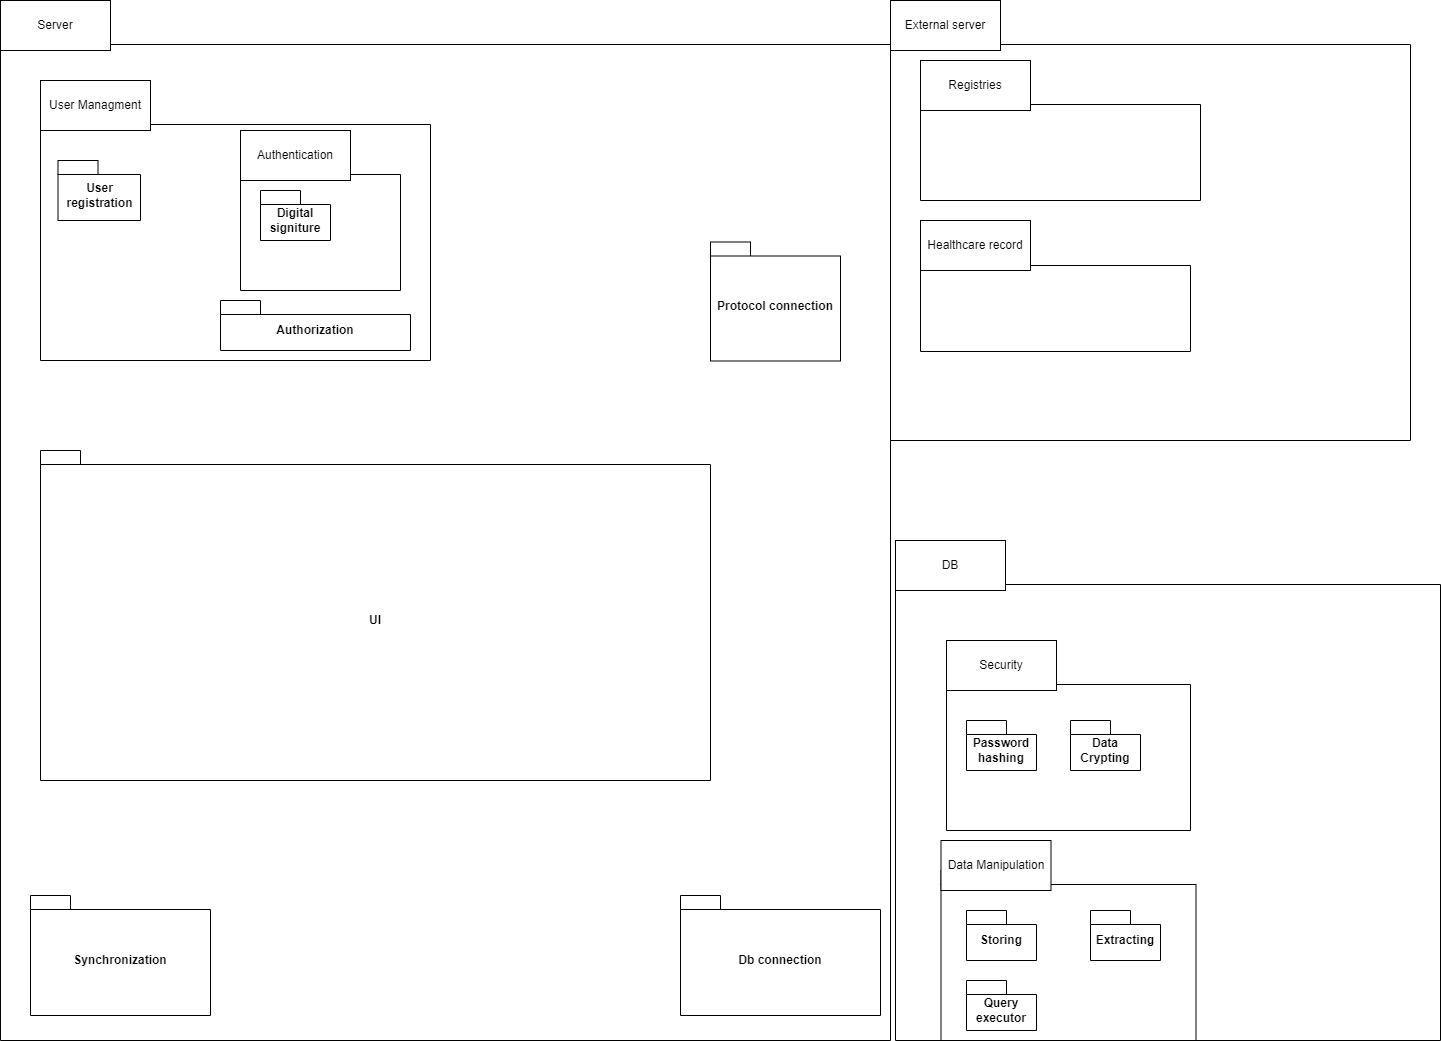 Server
User Managment
User
registration
Authentication
Digital
signiture
Authorization
Protocol connection
UI
Synchronization
Db connection
External server
Registries
Healthcare record
DB
Security
Password
hashing
Data
Crypting
Data Manipulation
Storing
Extracting
Query
executor